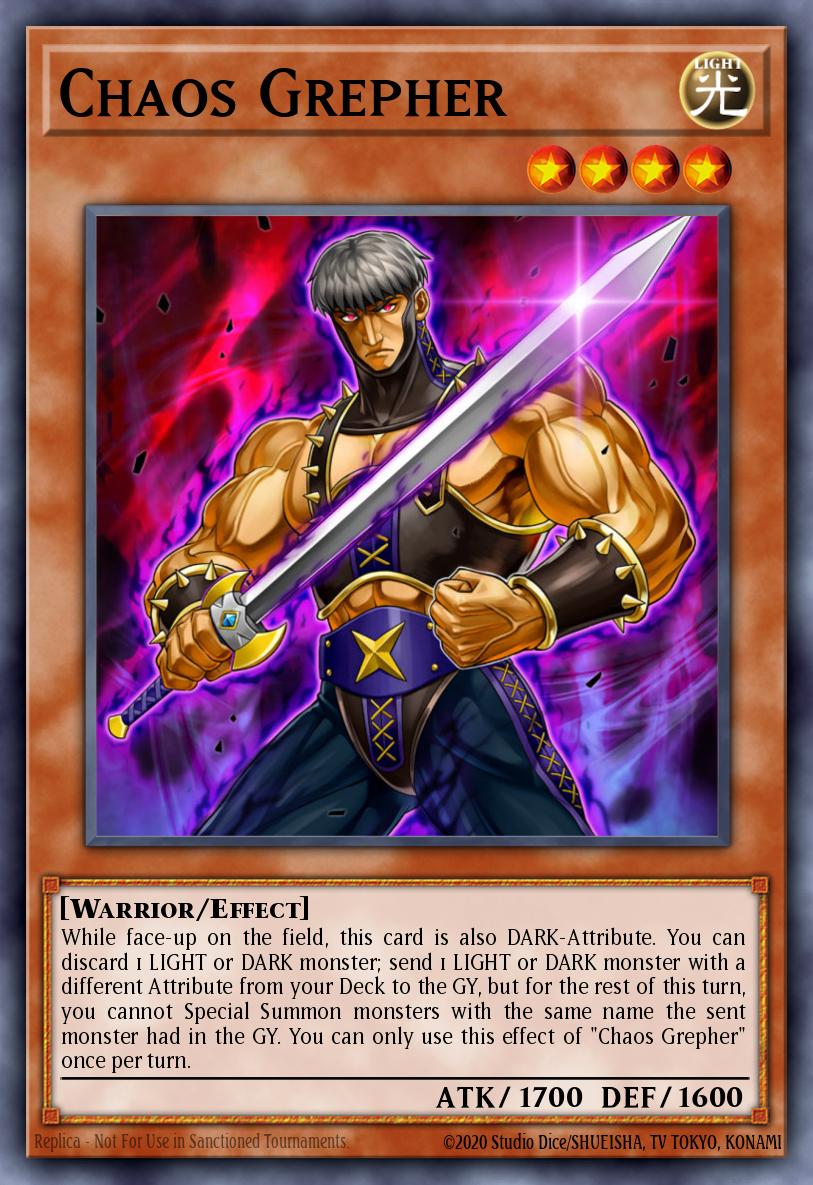 Chaos Grepher
LIGHT
光
[Warrior/Effect]
While face-up on the field, this card is also DARK-Attribute. You can
discard 1 LIGHT or DARK monster; send 1 LIGHT or DARK monster with a
different Attribute from your Deck to the GY, but for the rest of this turn,
you cannot Special Summon monsters with the same name the sent
monster had in the GY. You can only use this effect of "Chaos Grepher"
once per turn.
ATK/ 1700 DEF/ 1600
Replica - Not For Use in Sanctioned Tournaments.
©2020 Studio Dice/SHUEISHA, TV TOKYO, KONAMI